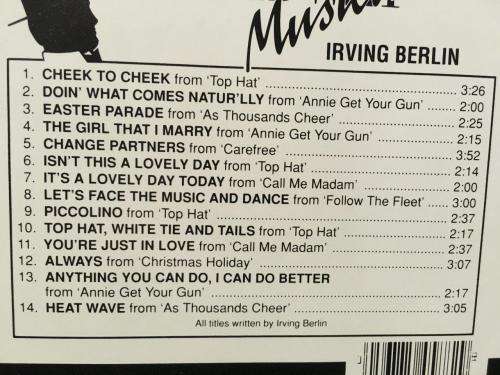 Musical
IRVING BERLIN
1. CHEEK TO CHEEK from 'Top Hat' 3:26
2. DOIN' WHAT COMES NATUR'LLY from 'Annie Get Your Gun' 2:00
3. EASTER PARADE from 'As Thousands Cheer' 2:25
4. THE GIRL THAT I MARRY from 'Annie Get Your Gun' 2:15
5. CHANGE PARTNERS from 'Carefree' 3:52
6. ISN'T THIS A LOVELY DAY from 'Top Hat' 2:14
7. IT'S A LOVELY DAY TODAY from 'Call Me Madam' 2:00
8. LET'S FACE THE MUSIC AND DANCE from 'Follow The Fleet' 3:00
9. PICCOLINO from 'Top Hat' 2:37
10. TOP HAT, WHITE TIE AND TAILS from 'Top Hat' 2:17
11. YOU'RE JUST IN LOVE from 'Call Me Madam' 2:37
12. ALWAYS from 'Christmas Holiday' 3:07
13. ANYTHING YOU CAN DO, I CAN DO BETTER
from 'Annie Get Your Gun' 2:17
14. HEAT WAVE from 'As Thousands Cheer' 3:05
All titles written by Irving Berlin